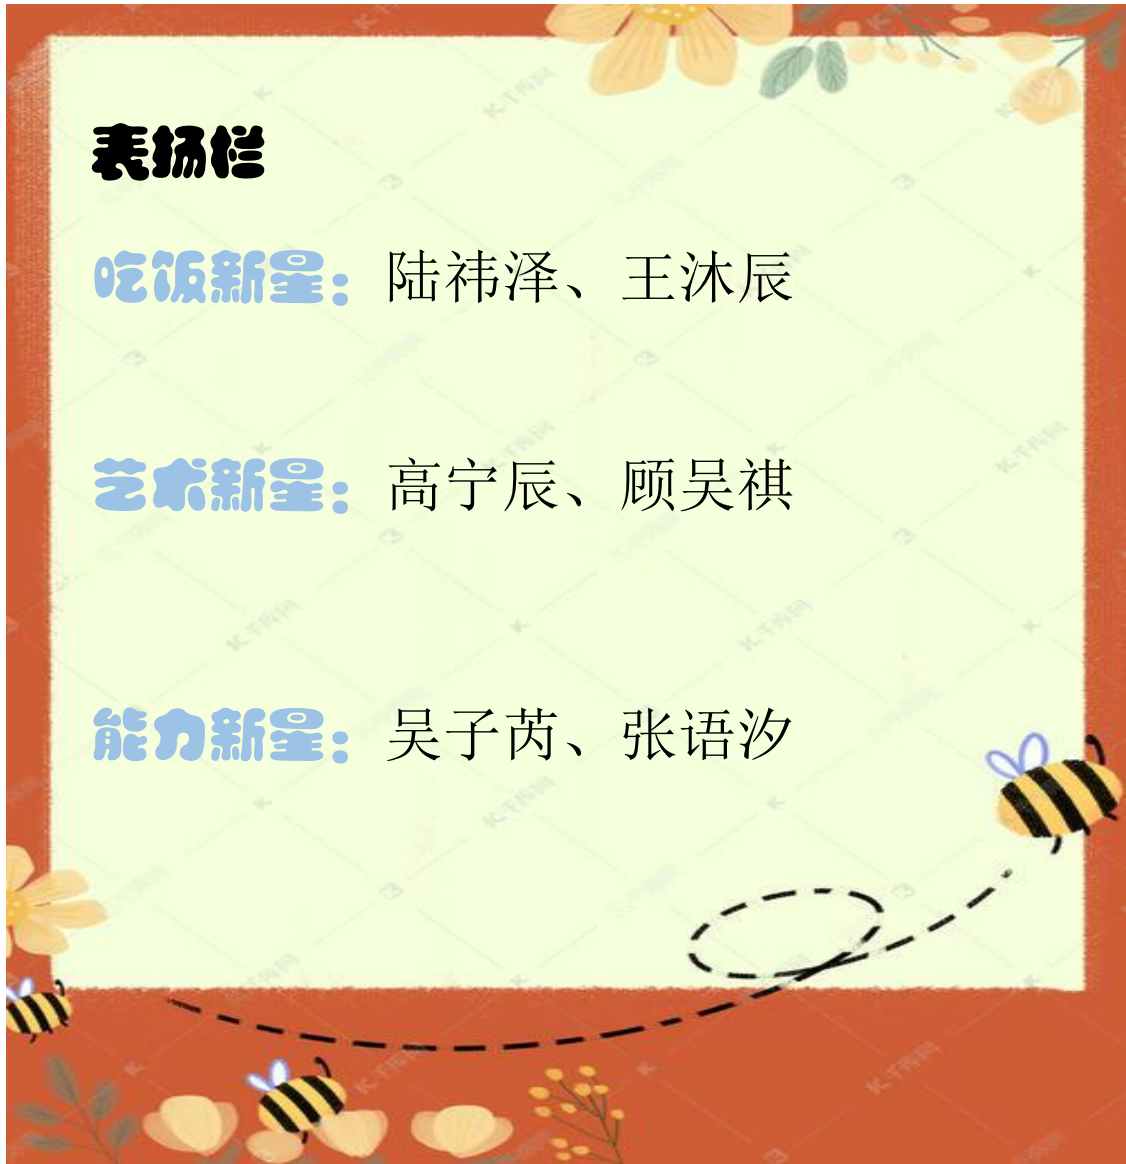 表扬栏
吃饭新星：陆祎泽、王沐辰
艺术新星：高宁辰、顾吴祺
能力新星：吴子芮、张语汐